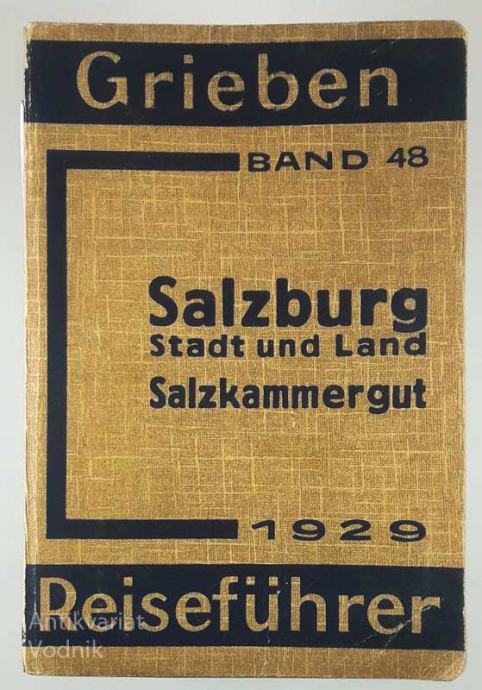 Grieben
BAND 48
Salzburg
Stadt und Land
Salzkammergut
1929
Reiseführer
Antikvariat
Vodnik